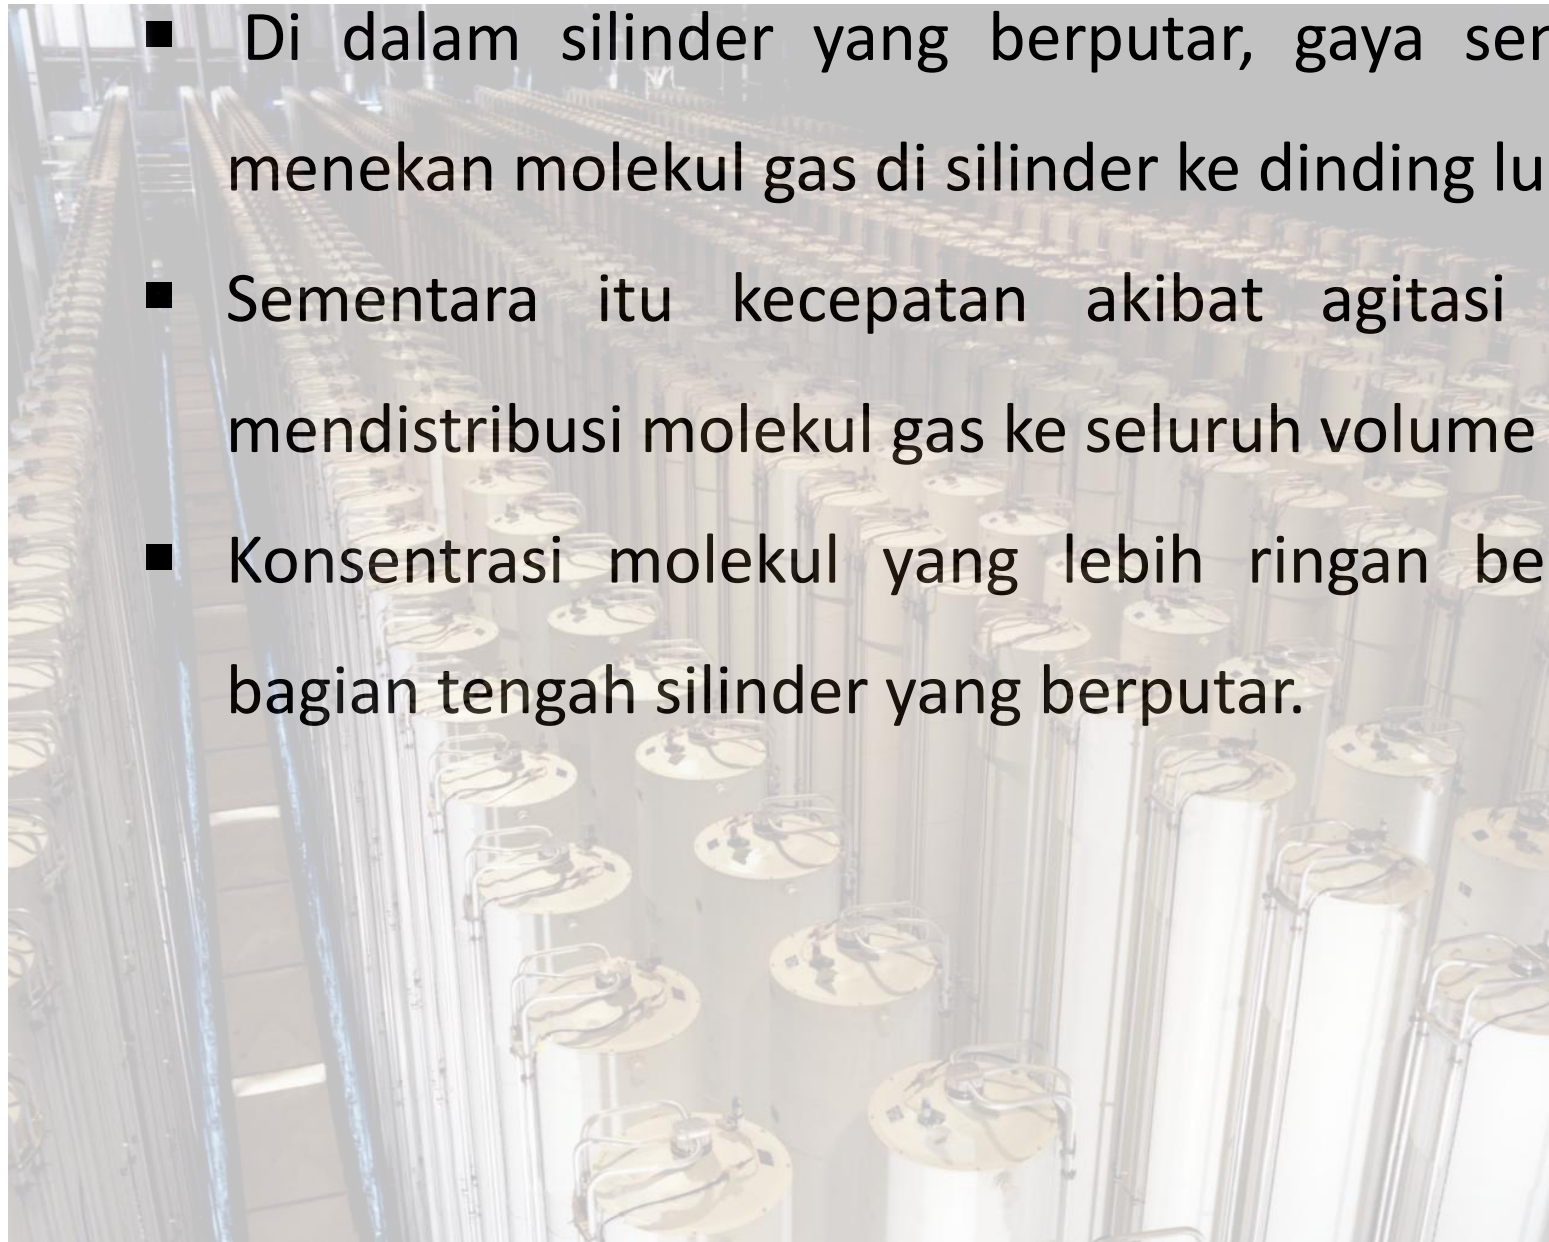 ▪ Di dalam silinder yang berputar, gaya
menekan molekul gas di silinder ke dinding
▪ Sementara itu kecepatan akibat agitasi
mendistribusi molekul gas ke seluruh volume
▪ Konsentrasi molekul yang lebih ringan
bagian tengah silinder yang berputar.